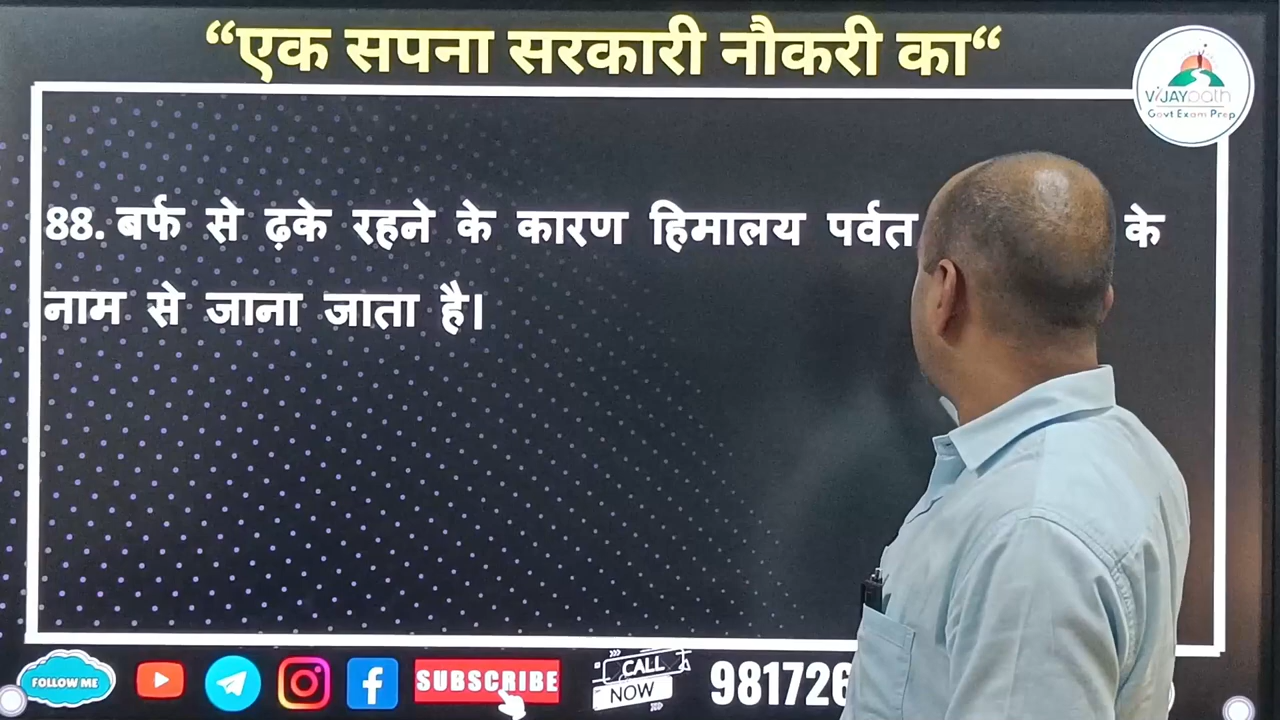 “एक सपना सरकारी नौकरी का“
VIJAYpath
Govt Exam Prep
88. बर्फ से ढ़के रहने के कारण हिमालय पर्वत के
नाम से जाना जाता है।
FOLLOW ME
SUBSCRIBE
CALL
NOW
981726